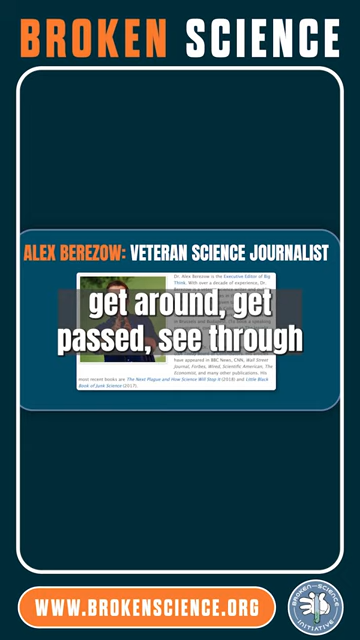 BROKEN SCIENCE
ALEX BEREZOW: VETERAN SCIENCE JOURNALIST
Dr. Alex Berezow is the Executive Editor of Big
Think. With over a decade of experience, Dr.
get around, get
passed, see through
have appeared in BBC News, CNN, Wall Street
Journal, Forbes, Wired, Scientific American, The
Economist, and many other publications. His
most recent books are The Next Plague and How Science Will Stop It (2018) and Little Black
Book of Junk Science (2017).
WWW.BROKENSCIENCE.ORG
BROKEN SCIENCE
INITIATIVE